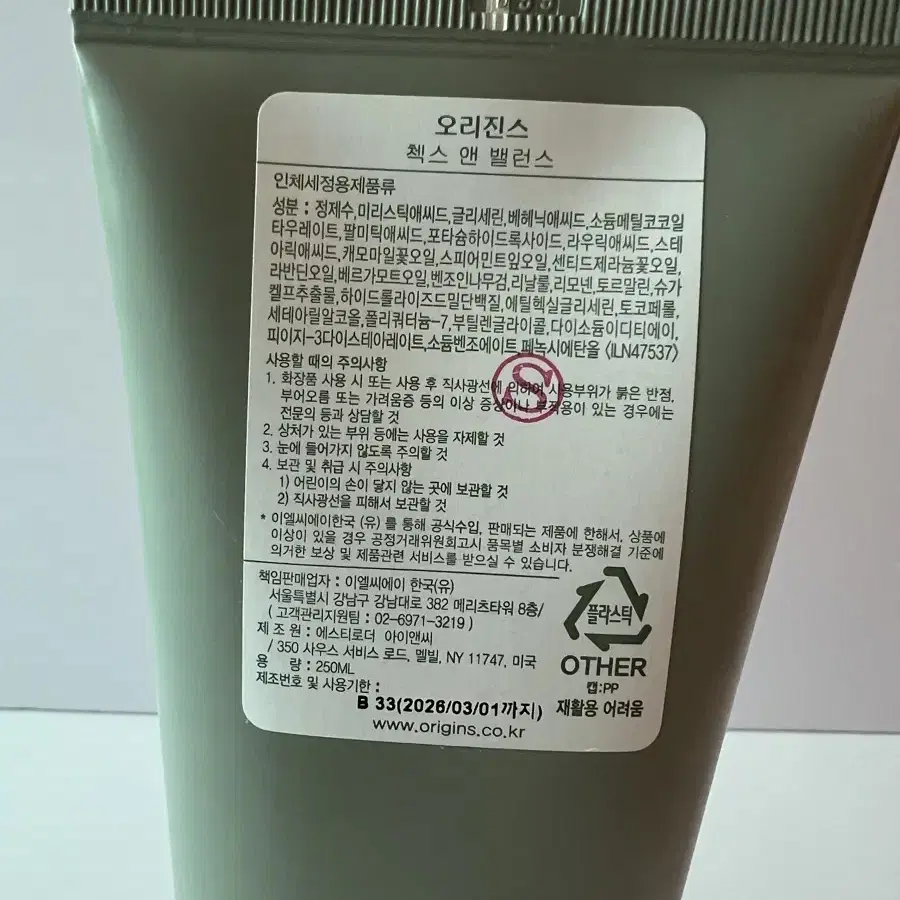 오리진스
첵스 앤 밸런스
인체세정용제품류
성분 : 정제수,미리스틱애씨드,글리세린,베헤닉애씨드,소듐메틸코코일
타우레이트,팔미틱애씨드,포타슘하이드록사이드,라우릭애씨드,스테
아릭애씨드,캐모마일꽃오일,스피어민트잎오일,센티드제라늄꽃오일,
라반딘오일,베르가모트오일,벤조인나무검,리날룰,리모넨,토르말린,슈가
켈프추출물,하이드롤라이즈드밀단백질,에틸헥실글리세린,토코페롤,
세테아릴알코올,폴리쿼터늄-7,부틸렌글라이콜,다이소듐이디티에이,
피이지-3다이스테아레이트,소듐벤조에이트,페녹시에탄올 <ILN47537>
사용할 때의 주의사항
1. 화장품 사용 시 또는 사용 후 직사광선에 의하여 사용부위가 붉은 반점,
부어오름 또는 가려움증 등의 이상 증상이나 부작용이 있는 경우에는
전문의 등과 상담할 것
2. 상처가 있는 부위 등에는 사용을 자제할 것
3. 눈에 들어가지 않도록 주의할 것
4. 보관 및 취급 시 주의사항
1) 어린이의 손이 닿지 않는 곳에 보관할 것
2) 직사광선을 피해서 보관할 것
* 이엘씨에이한국 (유) 를 통해 공식수입, 판매되는 제품에 한해서, 상품에
이상이 있을 경우 공정거래위원회고시 품목별 소비자 분쟁해결 기준에
의거한 보상 및 제품관련 서비스를 받으실 수 있습니다.
책임판매업자 : 이엘씨에이 한국(유)
서울특별시 강남구 강남대로 382 메리츠타워 8층/
( 고객관리지원팀 : 02-6971-3219 )
제 조 원 : 에스티로더 아이앤씨
/ 350 사우스 서비스 로드, 멜빌, NY 11747, 미국
용 량 : 250ML
제조번호 및 사용기한 :
B 33(2026/03/01까지)
www.origins.co.kr
플라스틱
OTHER
캡:PP
재활용 어려움
S